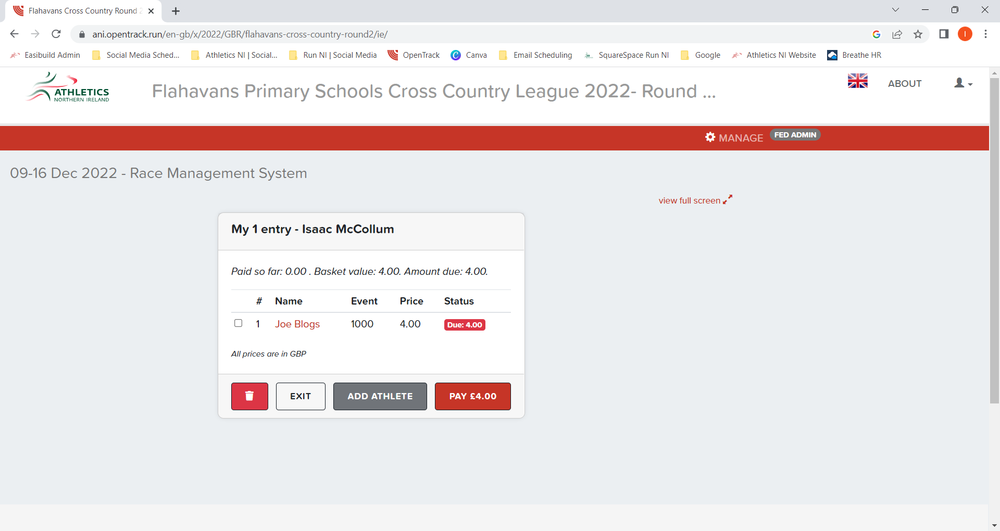 Flahavans Cross Country Round 2
ani.opentrack.run/en-gb/x/2022/GBR/flahavans-cross-country-round2/ie/
I
Easibuild Admin
Social Media Sched...
Athletics NI | Social...
Run NI | Social Media
OpenTrack
Canva
Email Scheduling
SquareSpace Run NI
Google
Athletics NI Website
Breathe HR
ATHLETICS
NORTHERN IRELAND
Flahavans Primary Schools Cross Country League 2022- Round ...
ABOUT
MANAGE
FED ADMIN
09-16 Dec 2022 - Race Management System
view full screen
My 1 entry - Isaac McCollum
Paid so far: 0.00 . Basket value: 4.00. Amount due: 4.00.
# Name Event Price Status
1 Joe Blogs 1000 4.00 Due: 4.00
All prices are in GBP
EXIT
ADD ATHLETE
PAY £4.00